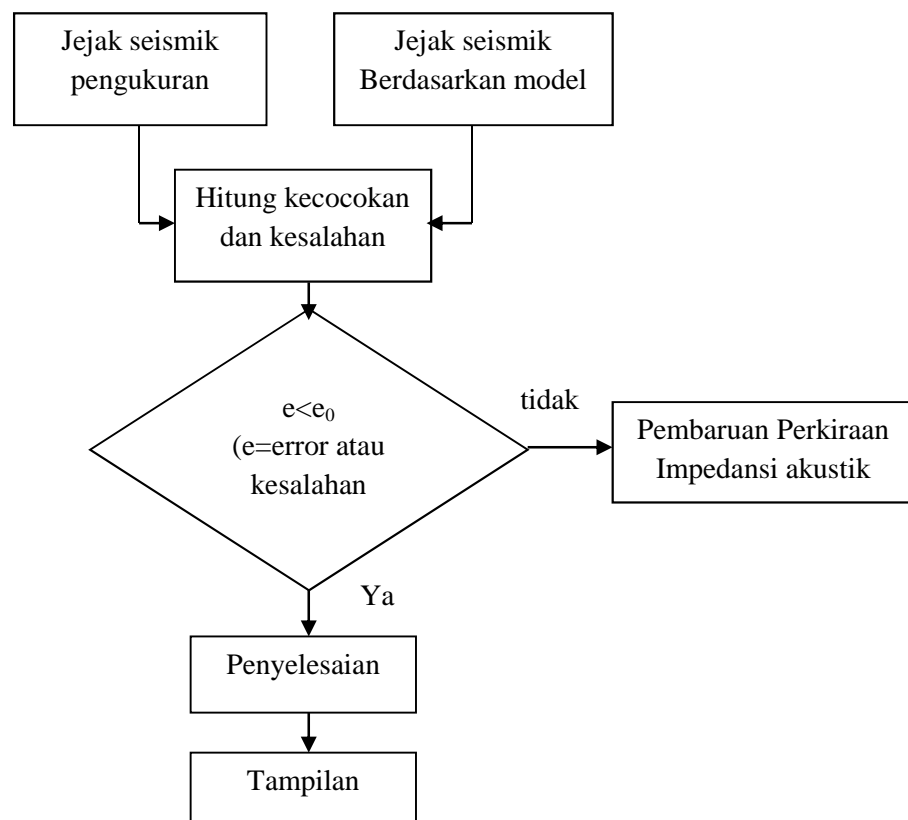 Jejak seismik
pengukuran
Jejak seismik
Berdasarkan model
Hitung kecocokan
dan kesalahan
e<e₀
(e=error atau
kesalahan
tidak
Pembaruan Perkiraan
Impedansi akustik
Ya
Penyelesaian
Tampilan